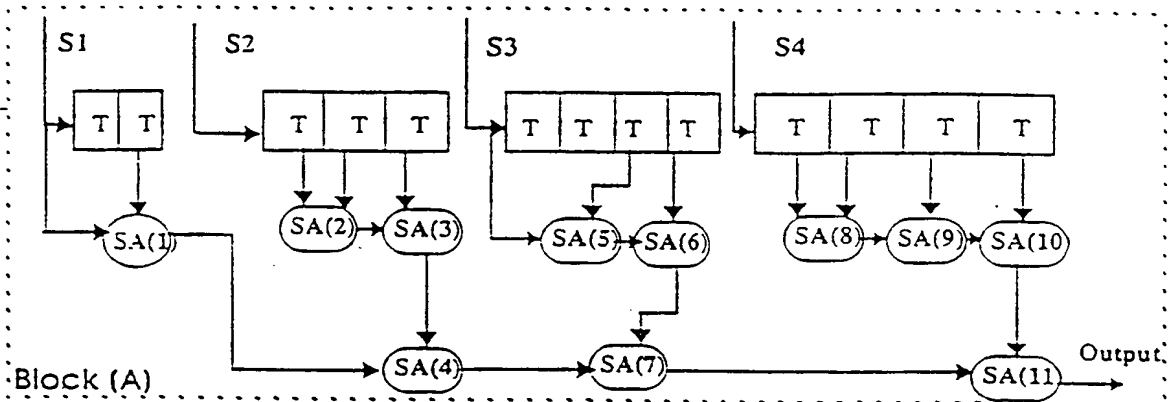 S1 S2 S3 S4
T T T T T T T T T T T T T
SA(1) SA(2) SA(3) SA(5) SA(6) SA(8) SA(9) SA(10)
SA(4) SA(7) SA(11 Output
Block (A)